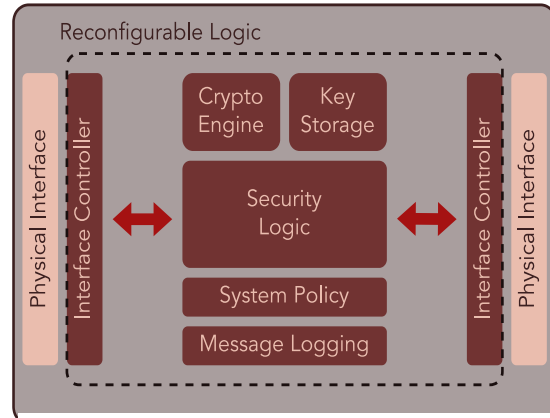 Reconfigurable Logic
Physical Interface
Interface Controller
Crypto
Engine
Key
Storage
Security
Logic
System Policy
Message Logging
Interface Controller
Physical Interface